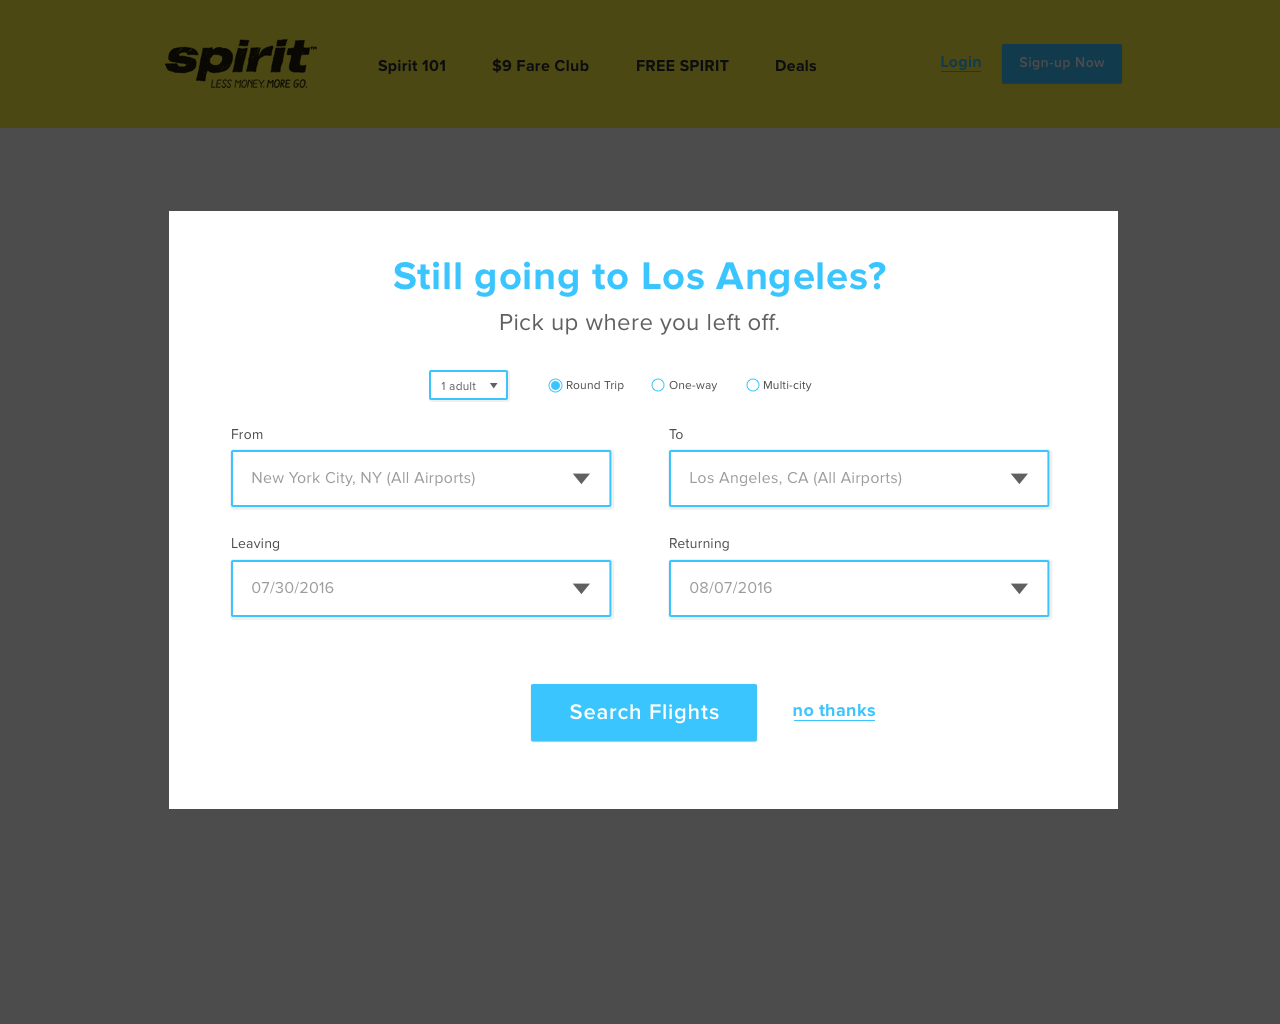 spirit™
LESS MONEY. MORE GO.
Spirit 101
$9 Fare Club
FREE SPIRIT
Deals
Login
Sign-up Now
Still going to Los Angeles?
Pick up where you left off.
1 adult
Round Trip
One-way
Multi-city
From
To
New York City, NY (All Airports)
Los Angeles, CA (All Airports)
Leaving
Returning
07/30/2016
08/07/2016
Search Flights
no thanks